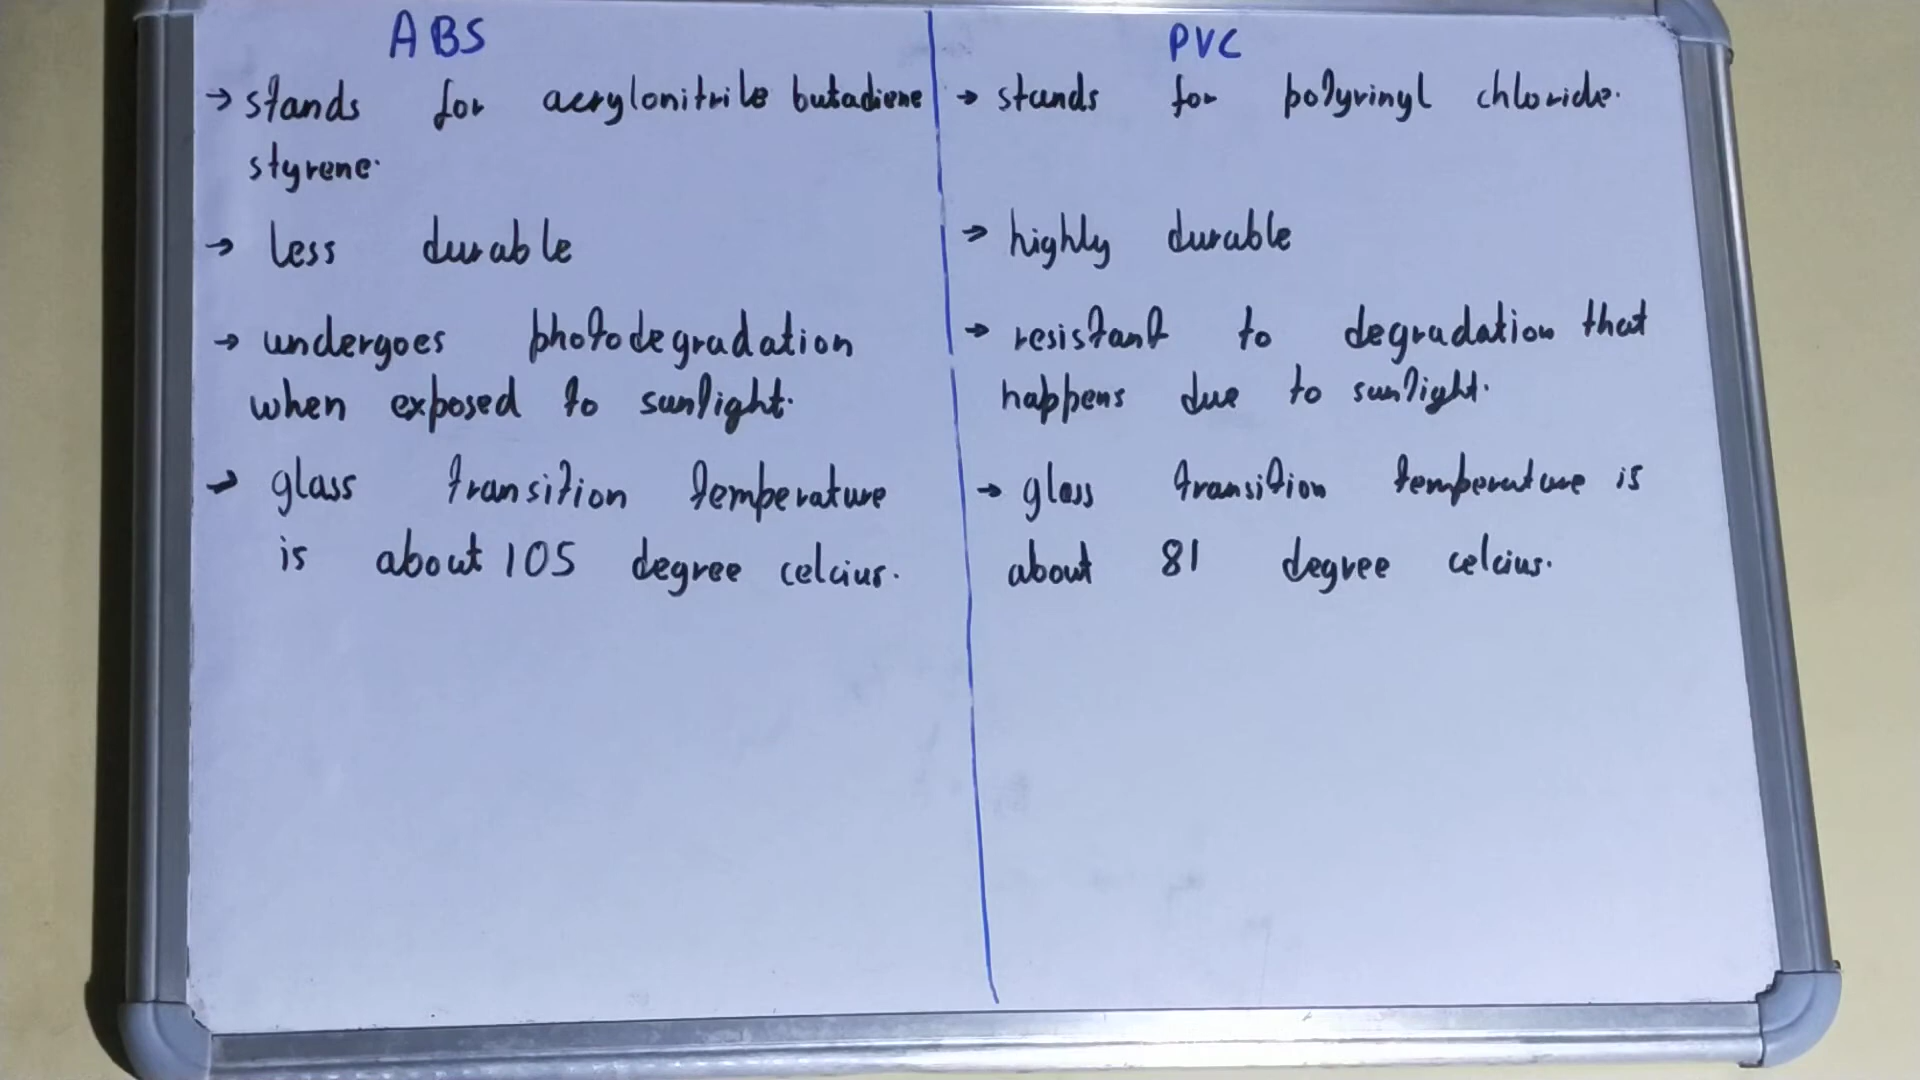 ABS
→ stands for acrylonitrile butadiene
styrene.
→ less durable
→ undergoes photodegradation
when exposed to sunlight.
→ glass transition temperature
is about 105 degree celcius.
PVC
→ stands for polyvinyl chloride.
→ highly durable
→ resistant to degradation that
happens due to sunlight.
→ glass transition temperature is
about 81 degree celcius.